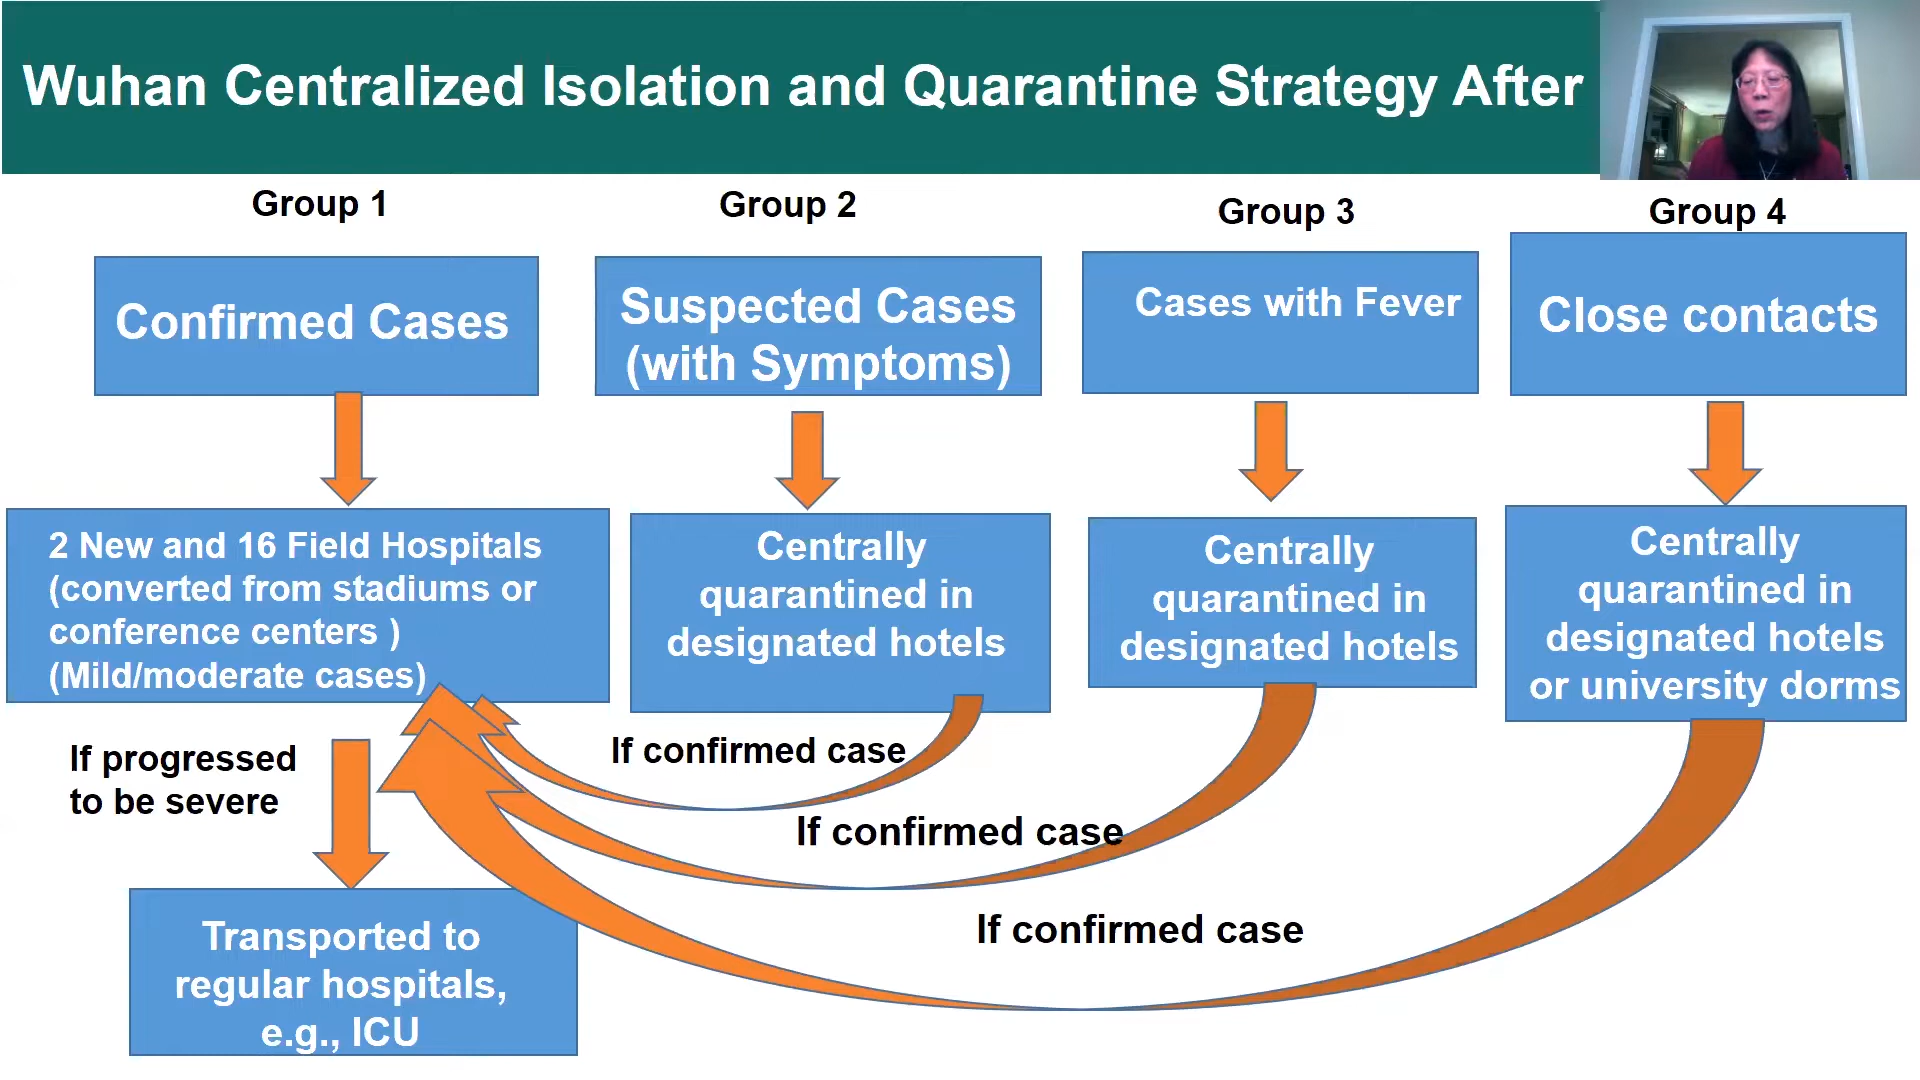 Wuhan Centralized Isolation and Quarantine Strategy After
Group 1
Group 2
Group 3
Group 4
Confirmed Cases
Suspected Cases
(with Symptoms)
Cases with Fever
Close contacts
2 New and 16 Field Hospitals
(converted from stadiums or
conference centers )
(Mild/moderate cases)
Centrally
quarantined in
designated hotels
Centrally
quarantined in
designated hotels
Centrally
quarantined in
designated hotels
or university dorms
If progressed
to be severe
If confirmed case
If confirmed case
If confirmed case
Transported to
regular hospitals,
e.g., ICU